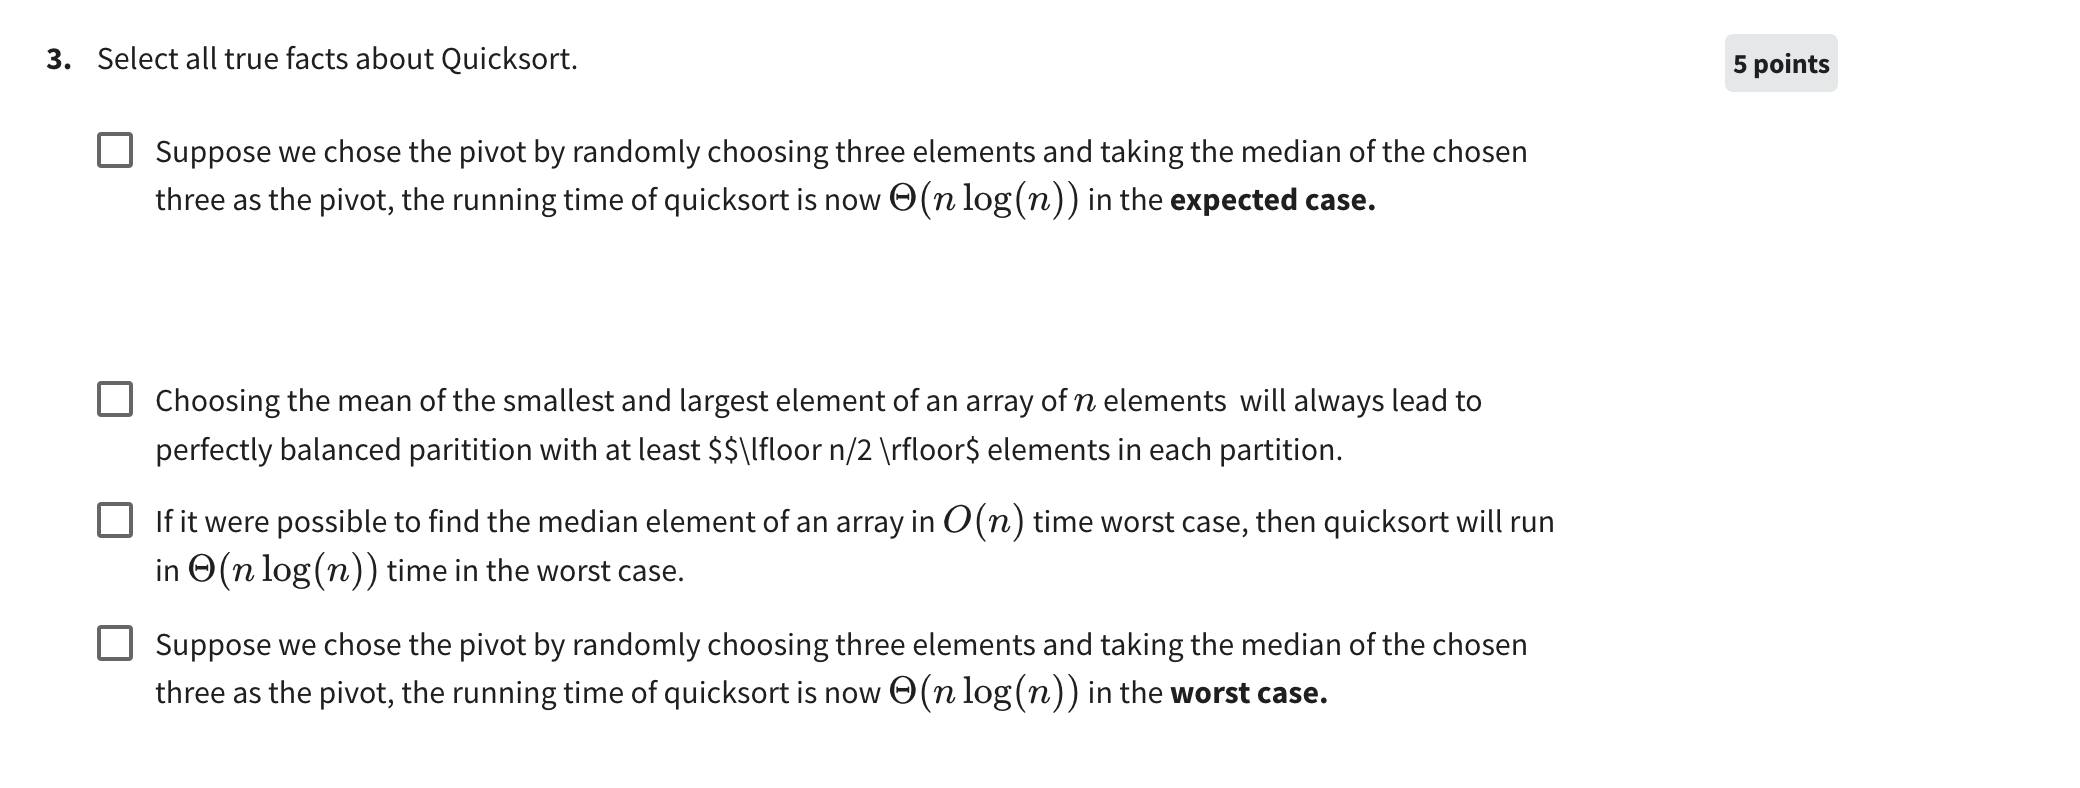 3. Select all true facts about Quicksort.
5 points
Suppose we chose the pivot by randomly choosing three elements and taking the median of the chosen
three as the pivot, the running time of quicksort is now Θ(n log(n)) in the expected case.
Choosing the mean of the smallest and largest element of an array of n elements  will always lead to
perfectly balanced paritition with at least $$\lfloor n/2 \rfloor$ elements in each partition.
If it were possible to find the median element of an array in O(n) time worst case, then quicksort will run
in Θ(n log(n)) time in the worst case.
Suppose we chose the pivot by randomly choosing three elements and taking the median of the chosen
three as the pivot, the running time of quicksort is now Θ(n log(n)) in the worst case.